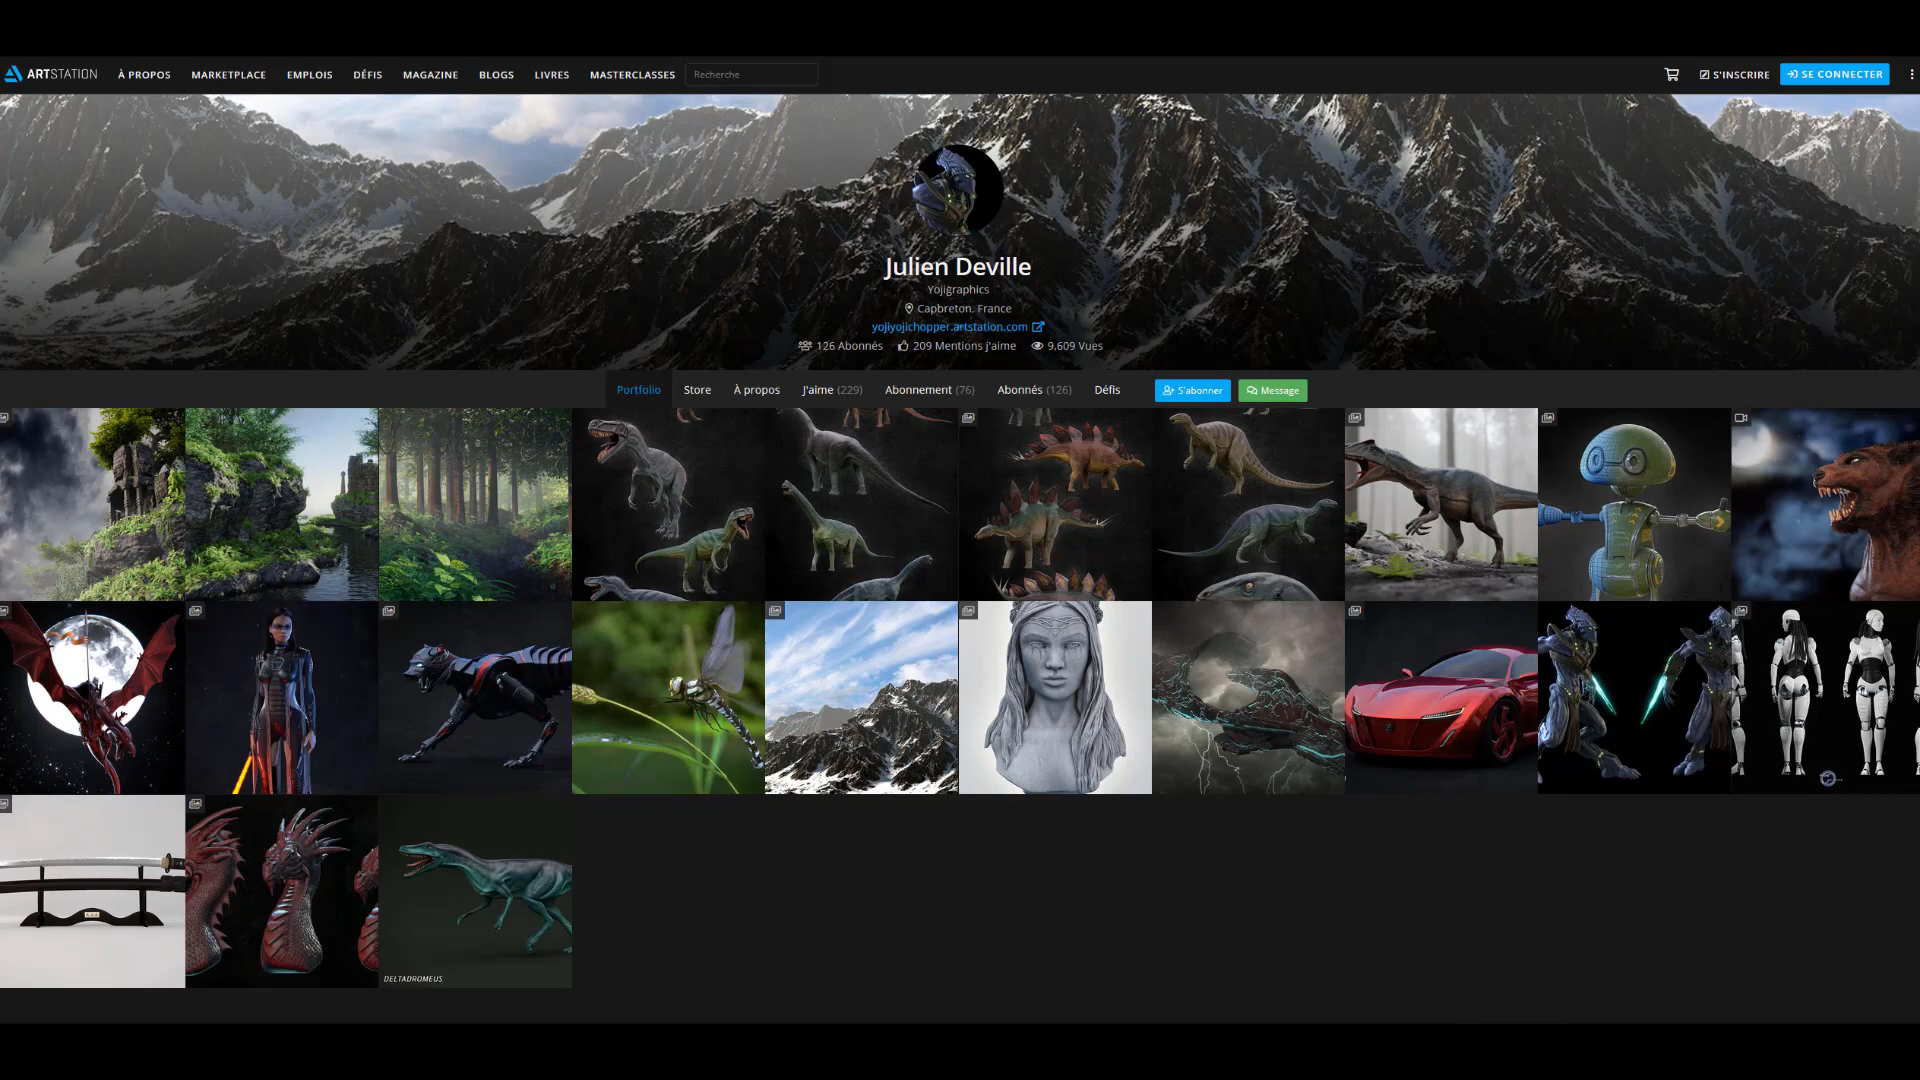 ARTSTATION À PROPOS MARKETPLACE EMPLOIS DÉFIS MAGAZINE BLOGS LIVRES MASTERCLASSES Recherche S'INSCRIRE SE CONNECTER
Julien Deville
Yojigraphics
Capbreton, France
yojiyojichopper.artstation.com
126 Abonnés 209 Mentions j'aime 9,609 Vues
Portfolio Store À propos J'aime (229) Abonnement (76) Abonnés (126) Défis S'abonner Message
DELTADROMEUS